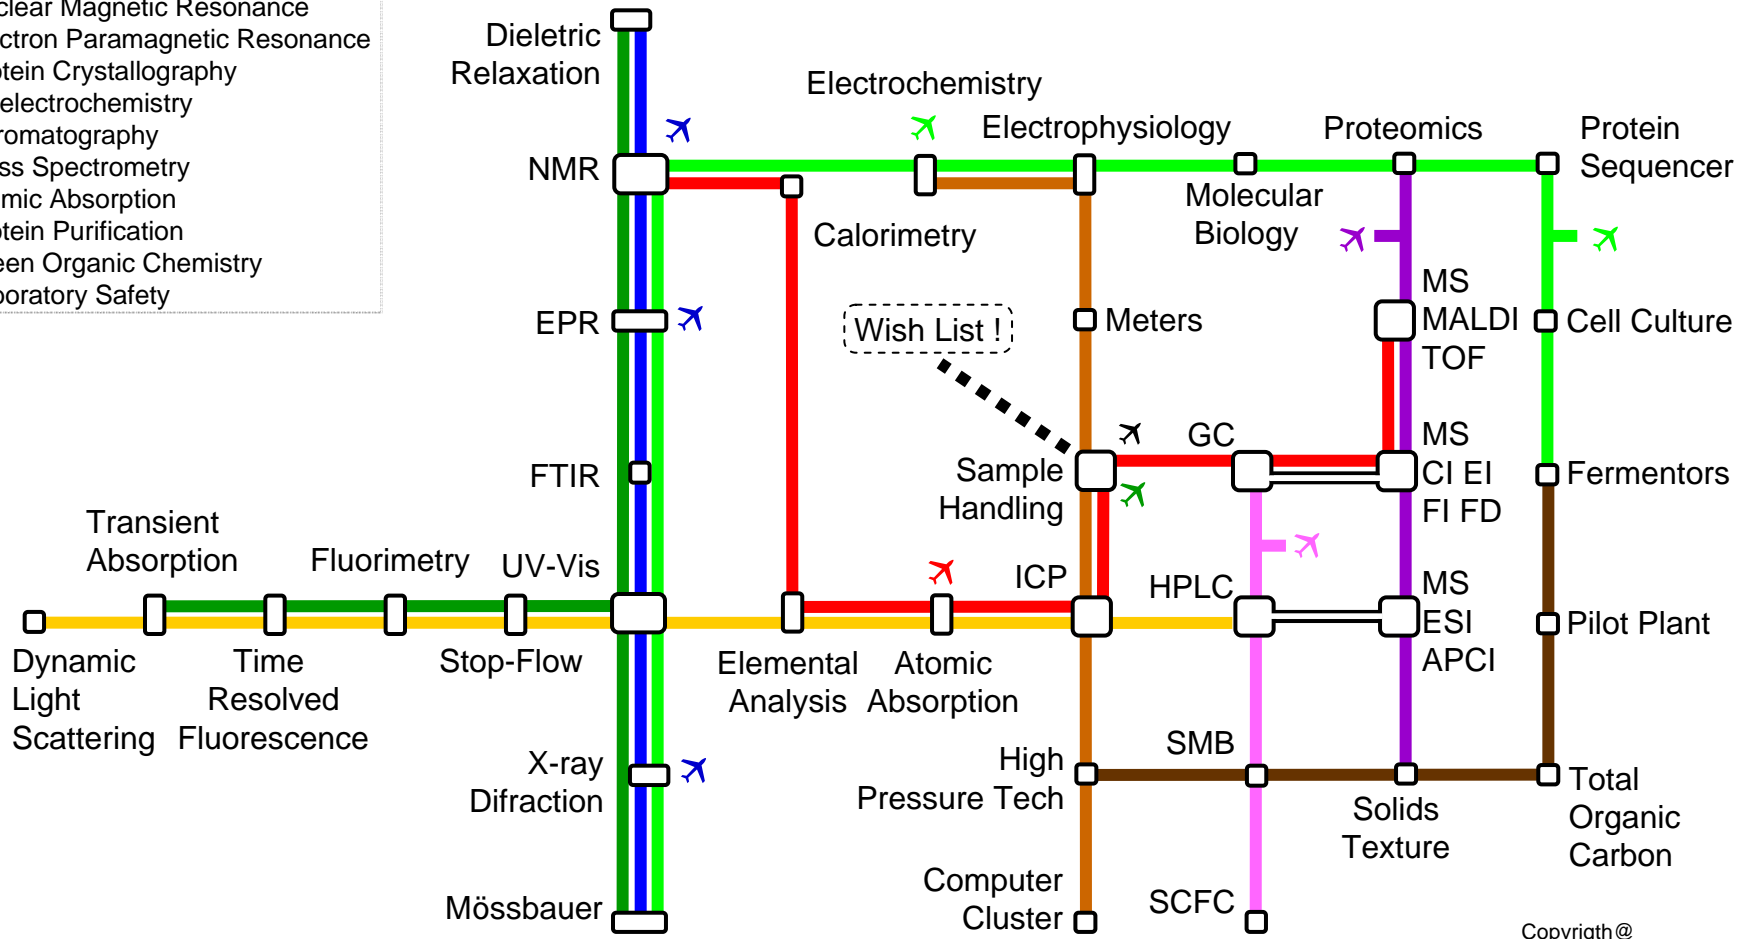 clear Magnetic Resonance
ctron Paramagnetic Resonance
tein Crystallography
electrochemistry
romatography
ss Spectrometry
mic Absorption
tein Purification
een Organic Chemistry
boratory Safety
Dieletric
Relaxation
Electrochemistry
Electrophysiology
Proteomics
Protein
Sequencer
NMR
Molecular
Biology
Calorimetry
MS
MALDI
TOF
EPR
Wish List !
Meters
Cell Culture
GC
MS
CI EI
FI FD
FTIR
Sample
Handling
Fermentors
Transient
Absorption
Fluorimetry
UV-Vis
ICP
HPLC
MS
ESI
APCI
Pilot Plant
Dynamic
Light
Scattering
Time
Resolved
Fluorescence
Stop-Flow
Elemental
Analysis
Atomic
Absorption
X-ray
Difraction
High
Pressure Tech
SMB
Solids
Texture
Total
Organic
Carbon
Mössbauer
Computer
Cluster
SCFC
Copyrigth@